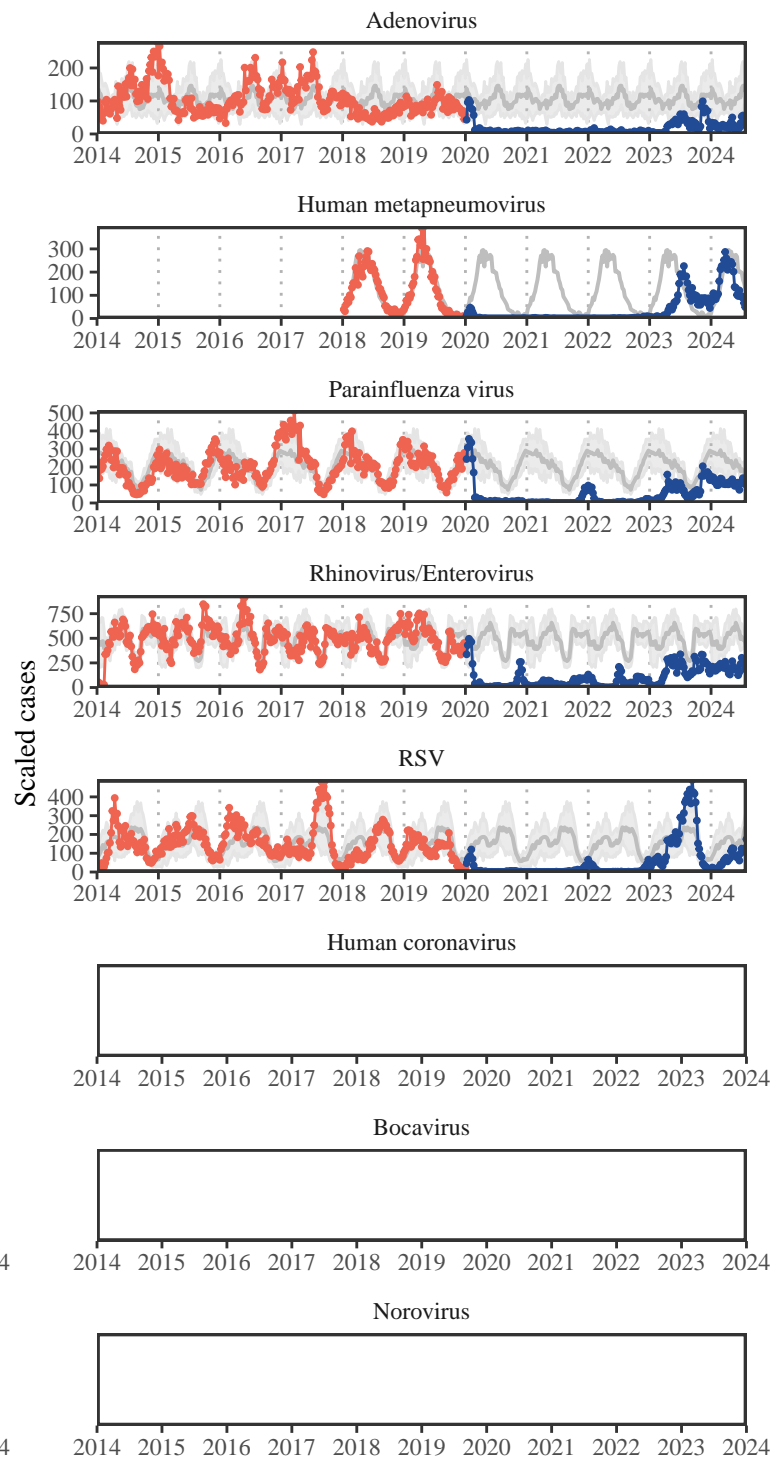 Adenovirus
200
100
0
2014 2015 2016 2017 2018 2019 2020 2021 2022 2023 2024
Human metapneumovirus
300
200
100
0
2014 2015 2016 2017 2018 2019 2020 2021 2022 2023 2024
Parainfluenza virus
500
400
300
200
100
0
2014 2015 2016 2017 2018 2019 2020 2021 2022 2023 2024
Rhinovirus/Enterovirus
750
500
250
0
2014 2015 2016 2017 2018 2019 2020 2021 2022 2023 2024
Scaled cases
RSV
400
300
200
100
0
2014 2015 2016 2017 2018 2019 2020 2021 2022 2023 2024
Human coronavirus
2014 2015 2016 2017 2018 2019 2020 2021 2022 2023 2024
Bocavirus
4 2014 2015 2016 2017 2018 2019 2020 2021 2022 2023 2024
Norovirus
4 2014 2015 2016 2017 2018 2019 2020 2021 2022 2023 2024